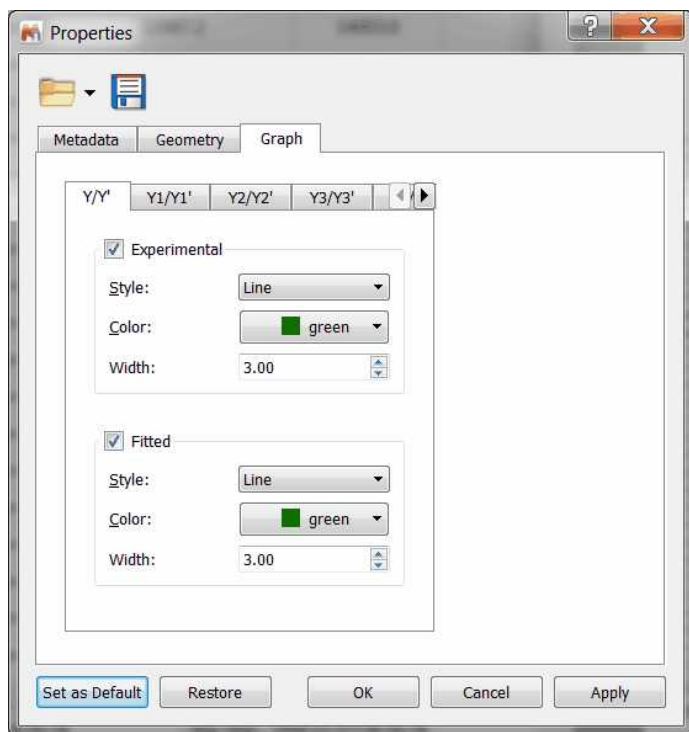 Properties
Metadata Geometry Graph
Y/Y' Y1/Y1' Y2/Y2' Y3/Y3'
Experimental
Style: Line
Color: green
Width: 3.00
Fitted
Style: Line
Color: green
Width: 3.00
Set as Default Restore OK Cancel Apply